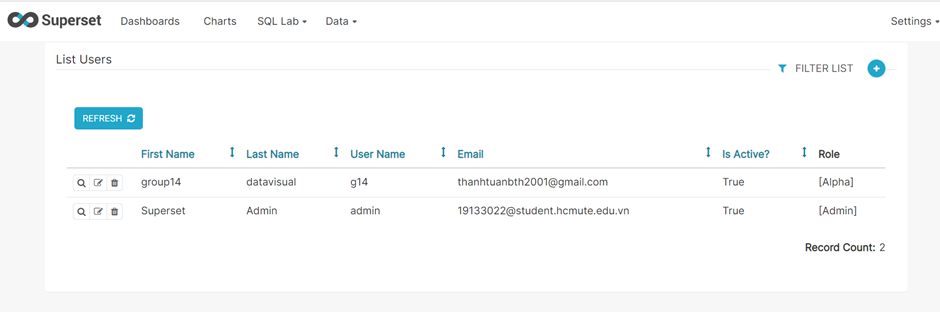 Superset Dashboards Charts SQL Lab Data Settings
List Users
FILTER LIST
REFRESH
First Name Last Name User Name Email Is Active? Role
group14 datavisual g14 thanhtuanbth2001@gmail.com True [Alpha]
Superset Admin admin 19133022@student.hcmute.edu.vn True [Admin]
Record Count: 2